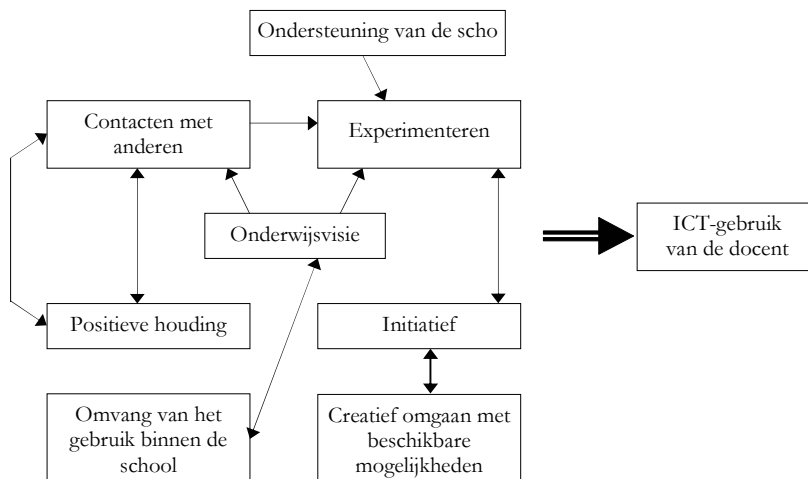 Ondersteuning van de scho
Contacten met
anderen
Experimenteren
Onderwijsvisie
ICT-gebruik
van de docent
Positieve houding
Initiatief
Omvang van het
gebruik binnen de
school
Creatief omgaan met
beschikbare
mogelijkheden